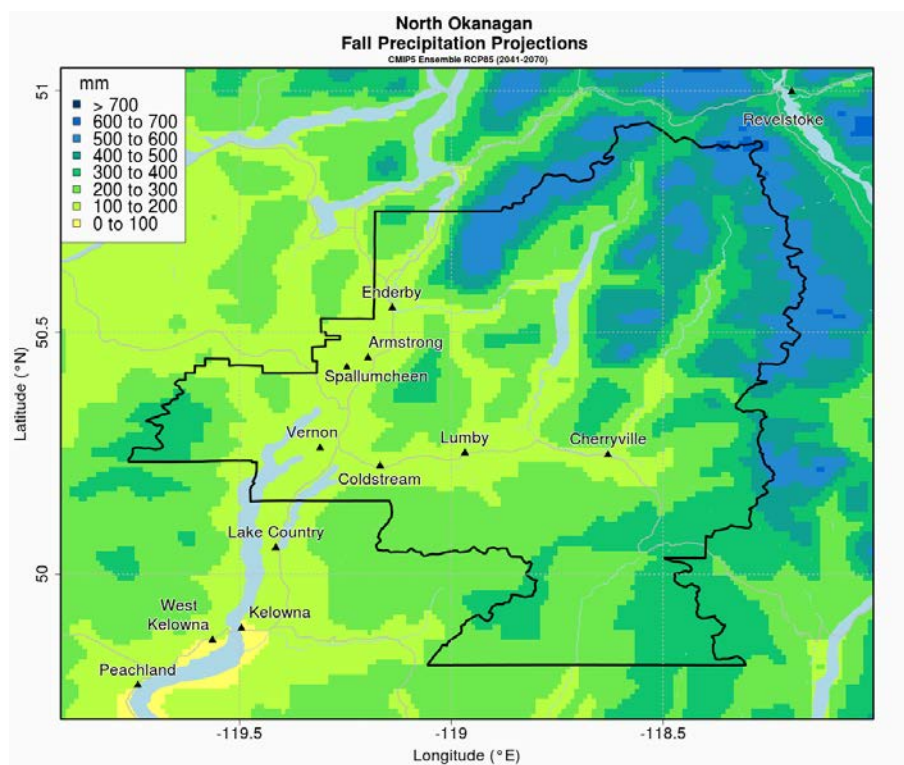 North Okanagan
Fall Precipitation Projections
CMIP5 Ensemble RCP85 (2041-2070)
mm
> 700
600 to 700
500 to 600
400 to 500
300 to 400
200 to 300
100 to 200
0 to 100
Revelstoke
Enderby
Armstrong
Spallumcheen
Vernon
Lumby
Cherryville
Coldstream
Lake Country
West
Kelowna
Kelowna
Peachland
51
50.5
50
Latitude (°N)
-119.5
-119
-118.5
Longitude (°E)